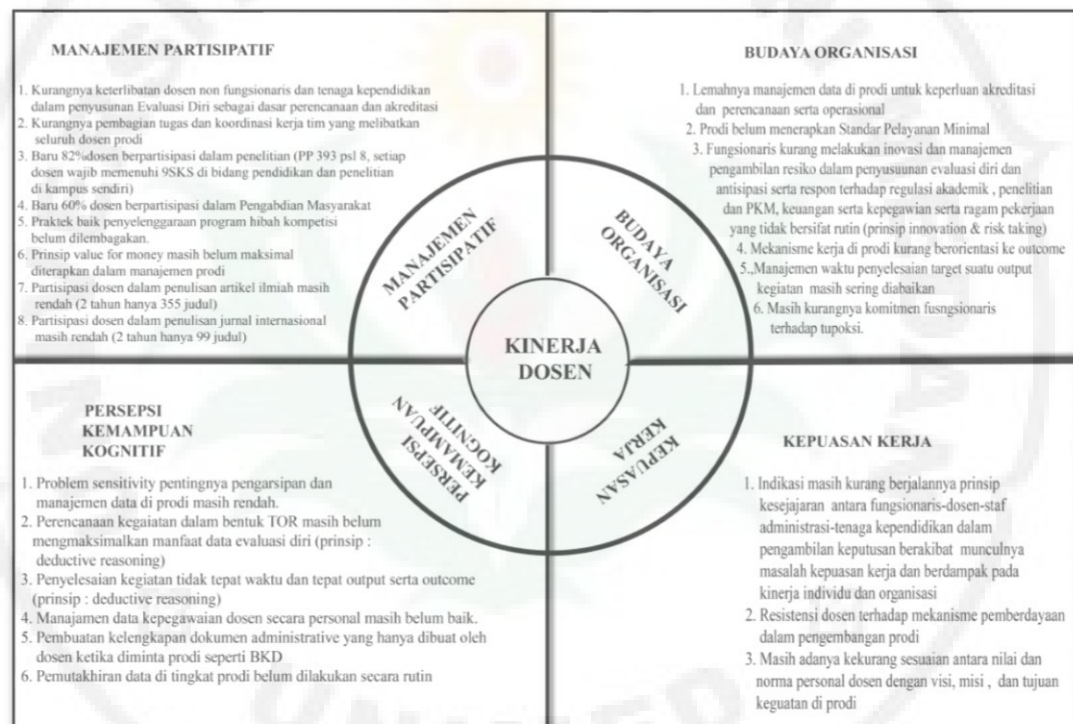 MANAJEMEN PARTISIPATIF
1. Kurangnya keterlibatan dosen non fungsionaris dan tenaga kependidikan
dalam penyusunan Evaluasi Diri sebagai dasar perencanaan dan akreditasi
2. Kurangnya pembagian tugas dan koordinasi kerja tim yang melibatkan
seluruh dosen prodi
3. Baru 82%dosen berpartisipasi dalam penelitian (PP 393 psl 8, setiap
dosen wajib memenuhi 9SKS di bidang pendidikan dan penelitian
di kampus sendiri)
4. Baru 60% dosen berpartisipasi dalam Pengabdian Masyarakat
5. Praktek baik penyelenggaraan program hibah kompetisi
belum dilembagakan.
6. Prinsip value for money masih belum maksimal
diterapkan dalam manajemen prodi
7. Partisipasi dosen dalam penulisan artikel ilmiah masih
rendah (2 tahun hanya 355 judul)
8. Partisipasi dosen dalam penulisan jurnal internasional
masih rendah (2 tahun hanya 99 judul)
BUDAYA ORGANISASI
1. Lemahnya manajemen data di prodi untuk keperluan akreditasi
dan perencanaan serta operasional
2. Prodi belum menerapkan Standar Pelayanan Minimal
3. Fungsionaris kurang melakukan inovasi dan manajemen
pengambilan resiko dalam penyusuunan evaluasi diri dan
antisipasi serta respon terhadap regulasi akademik , penelitian
dan PKM, keuangan serta kepegawian serta ragam pekerjaan
yang tidak bersifat rutin (prinsip innovation & risk taking)
4. Mekanisme kerja di prodi kurang berorientasi ke outcome
5.,Manajemen waktu penyelesaian target suatu output
kegiatan masih sering diabaikan
6. Masih kurangnya komitmen fusngsionaris
terhadap tupoksi.
MANAJEMEN
PARTISIPATIF
BUDAYA
ORGANISASI
KINERJA
DOSEN
PERSEPSI
KEMAMPUAN
KOGNITIF
KEPUASAN
KERJA
PERSEPSI
KEMAMPUAN
KOGNITIF
1. Problem sensitivity pentingnya pengarsipan dan
manajemen data di prodi masih rendah.
2. Perencanaan kegaiatan dalam bentuk TOR masih belum
mengmaksimalkan manfaat data evaluasi diri (prinsip :
deductive reasoning)
3. Penyelesaian kegiatan tidak tepat waktu dan tepat output serta outcome
(prinsip : deductive reasoning)
4. Manajamen data kepegawaian dosen secara personal masih belum baik.
5. Pembuatan kelengkapan dokumen administrative yang hanya dibuat oleh
dosen ketika diminta prodi seperti BKD
6. Pemutakhiran data di tingkat prodi belum dilakukan secara rutin
KEPUASAN KERJA
1. Indikasi masih kurang berjalannya prinsip
kesejajaran antara fungsionaris-dosen-staf
administrasi-tenaga kependidikan dalam
pengambilan keputusan berakibat munculnya
masalah kepuasan kerja dan berdampak pada
kinerja individu dan organisasi
2. Resistensi dosen terhadap mekanisme pemberdayaan
dalam pengembangan prodi
3. Masih adanya kekurang sesuaian antara nilai dan
norma personal dosen dengan visi, misi , dan tujuan
keguatan di prodi